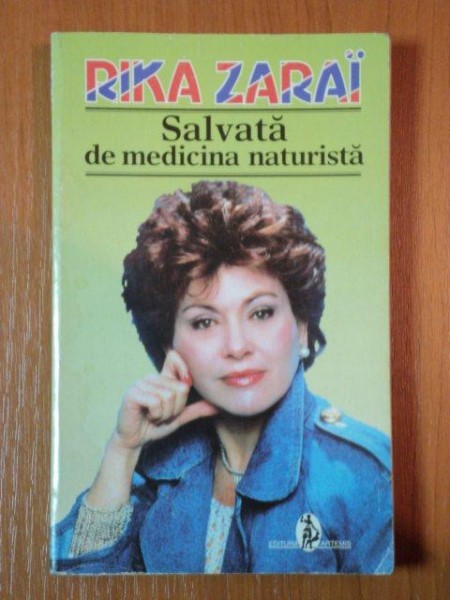 RIKA ZARAÏ
Salvată
de medicina naturistă
EDITURA ARTEMIS